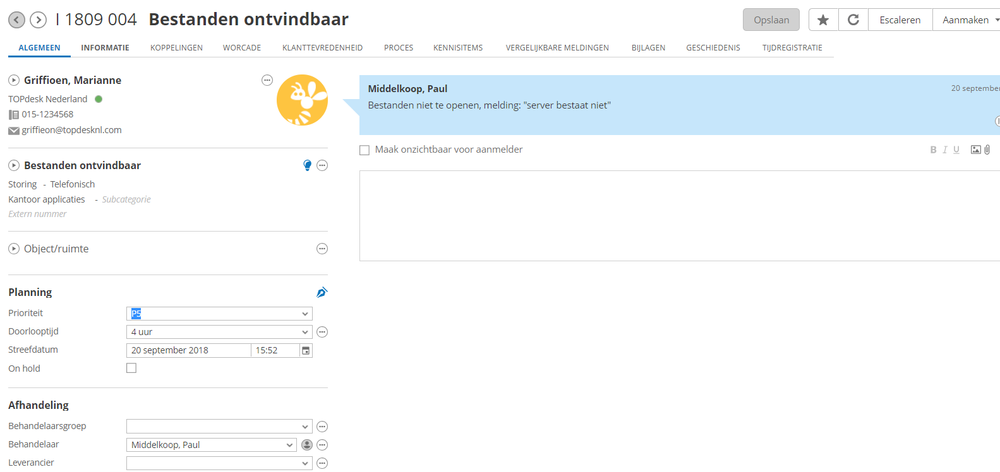 I 1809 004 Bestanden ontvindbaar
Opslaan Escaleren Aanmaken
ALGEMEEN INFORMATIE KOPPELINGEN WORCADE KLANTTEVREDENHEID PROCES KENNISITEMS VERGELIJKBARE MELDINGEN BIJLAGEN GESCHIEDENIS TIJDREGISTRATIE
Griffioen, Marianne
TOPdesk Nederland
015-1234568
griffieon@topdesknl.com
Bestanden ontvindbaar
Storing - Telefonisch
Kantoor applicaties - Subcategorie
Extern nummer
Object/ruimte
Planning
Prioriteit P5
Doorlooptijd 4 uur
Streefdatum 20 september 2018 15:52
On hold
Afhandeling
Behandelaarsgroep
Behandelaar Middelkoop, Paul
Leverancier
Middelkoop, Paul 20 september
Bestanden niet te openen, melding: "server bestaat niet"
Maak onzichtbaar voor aanmelder B I U